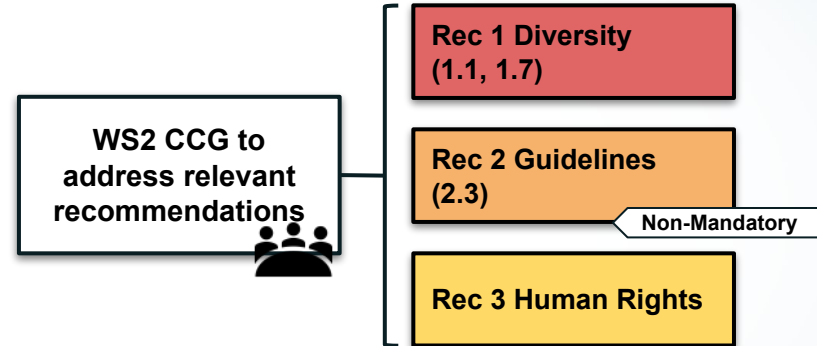 WS2 CCG to
address relevant
recommendations
Rec 1 Diversity
(1.1, 1.7)
Rec 2 Guidelines
(2.3)
Non-Mandatory
Rec 3 Human Rights